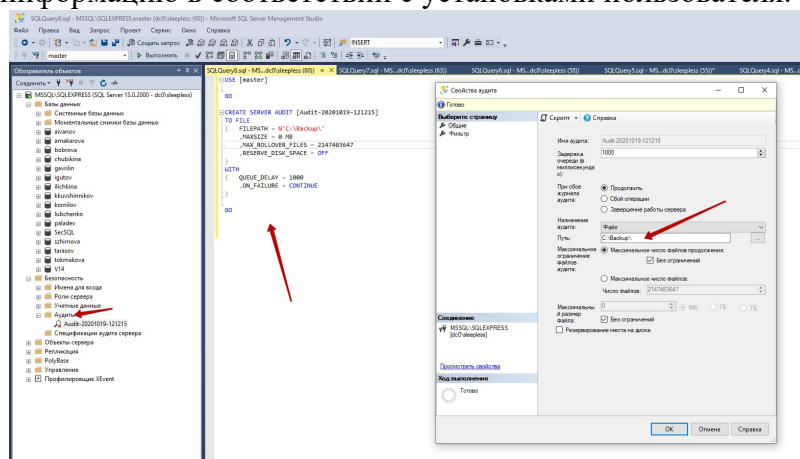 информацию в соответствии с установками пользователя.
SQLQuery8.sql - MSSQL\SQLEXPRESS.master (dc0\sleepless (60)) - Microsoft SQL Server Management Studio
Файл Правка Вид Запрос Проект Сервис Окно Справка
Создать запрос INSERT
master Выполнить
Обозреватель объектов
Соединить
MSSQL\SQLEXPRESS (SQL Server 15.0.2000 - dc0\sleepless)
Базы данных
Системные базы данных
Моментальные снимки базы данных
aivanov
amakarova
bobrova
chubikina
gavrilin
igutov
ilichkina
kkuvshinnikov
kornilov
lubchenko
paladev
SecSQL
szhirnova
tarasov
tokmakova
V14
Безопасность
Имена для входа
Роли сервера
Учетные данные
Аудиты
Audit-20201019-121215
Спецификации аудита сервера
Объекты сервера
Репликация
PolyBase
Управление
Профилировщик XEvent
SQLQuery8.sql - MS...dc0\sleepless (60)) SQLQuery7.sql - MS...dc0\sleepless (63)) SQLQuery6.sql - MS...dc0\sleepless (58)) SQLQuery5.sql - MS...dc0\sleepless (55))* SQLQuery4.sql - MS...d
USE [master]
GO
CREATE SERVER AUDIT [Audit-20201019-121215]
TO FILE
( FILEPATH = N'C:\Backup\'
,MAXSIZE = 0 MB
,MAX_ROLLOVER_FILES = 2147483647
,RESERVE_DISK_SPACE = OFF
)
WITH
( QUEUE_DELAY = 1000
,ON_FAILURE = CONTINUE
)
GO
Свойства аудита
Готово
Выберите страницу
Общие
Фильтр
Скрипт Справка
Имя аудита: Audit-20201019-121215
Задержка 1000
очереди (в
миллисекунда
х):
При сбое Продолжить
журнала
аудита: Сбой операции
Завершение работы сервера
Назначение
аудита: Файл
Путь: C:\Backup\ ...
Максимальное Максимальное число файлов продолжения:
ограничение
файлов Без ограничений
аудита:
Максимальное число файлов:
Число файлов: 2147483647
Максимальны 0 МБ ГБ ТБ
й размер
файла: Без ограничений
Резервирование места на диске
Соединение
MSSQL\SQLEXPRESS
[dc0\sleepless]
Просмотреть свойства
Ход выполнения
Готово
ОК Отмена Справка